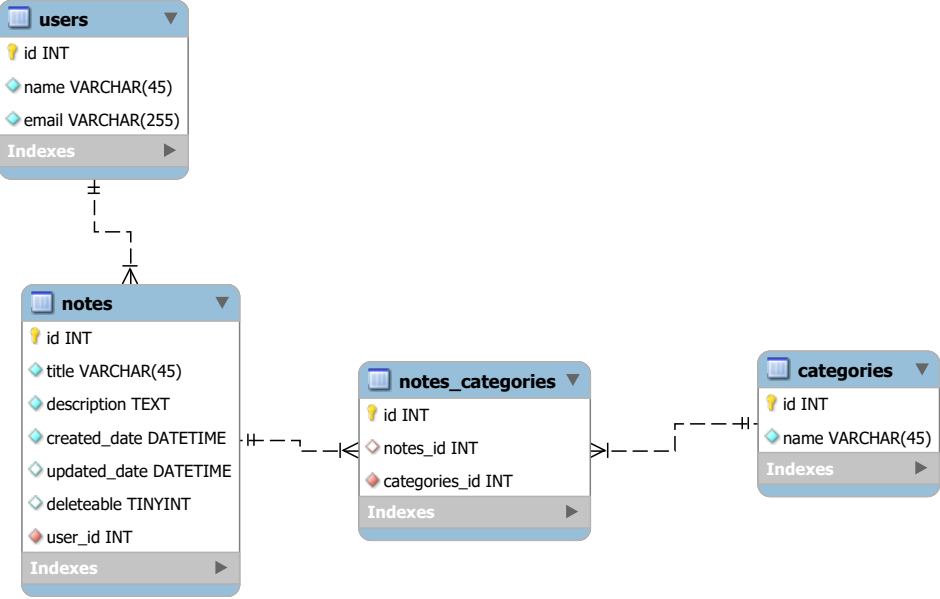 users
id INT
name VARCHAR(45)
email VARCHAR(255)
Indexes
notes
id INT
title VARCHAR(45)
description TEXT
created_date DATETIME
updated_date DATETIME
deleteable TINYINT
user_id INT
Indexes
notes_categories
id INT
notes_id INT
categories_id INT
Indexes
categories
id INT
name VARCHAR(45)
Indexes